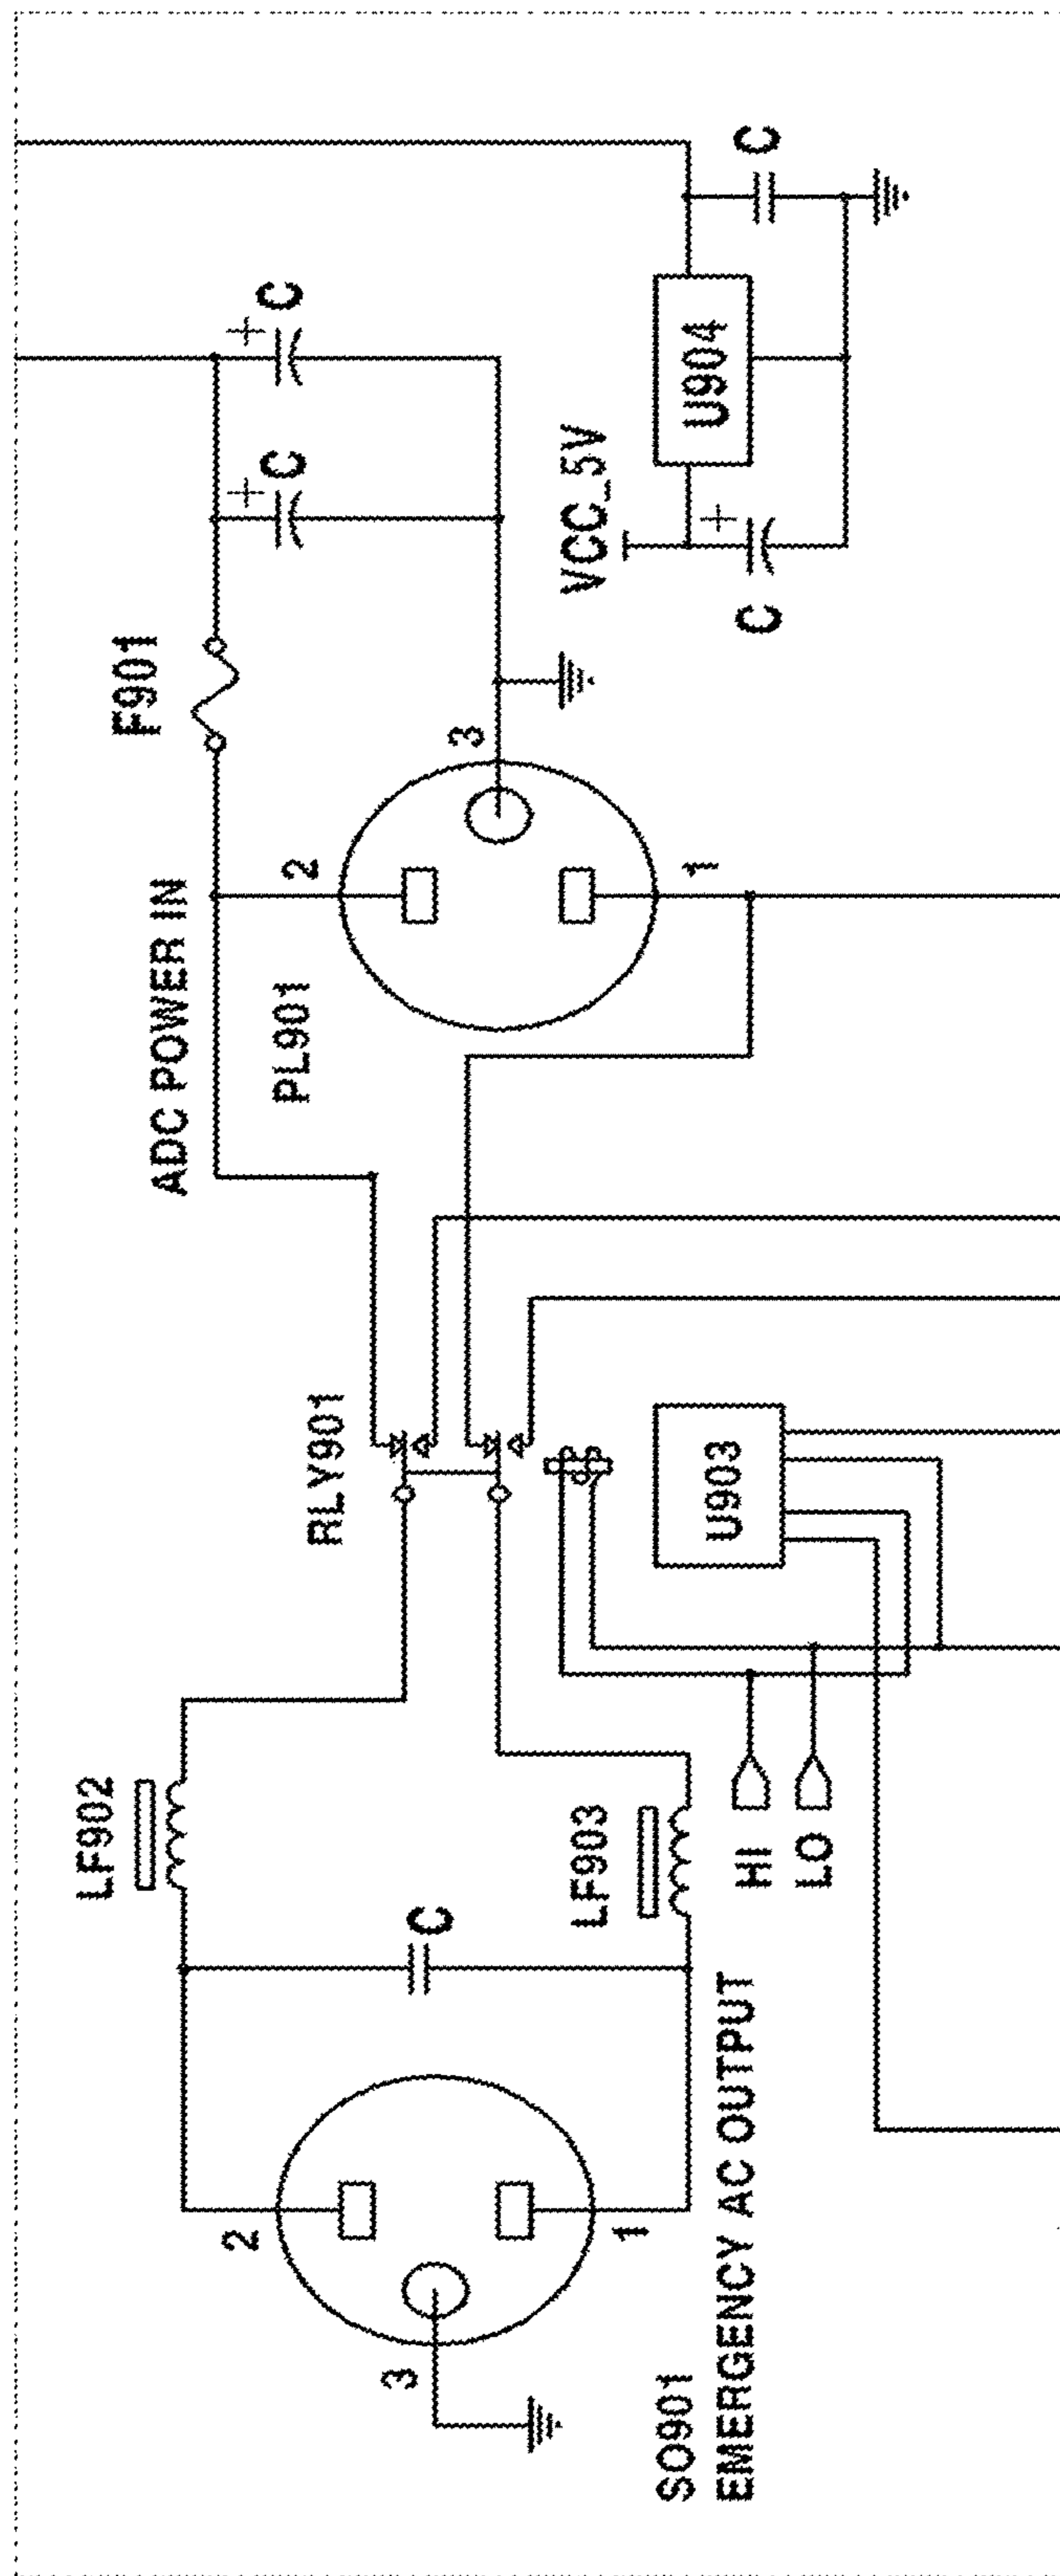 LF902
RLY901
ADC POWER IN
F901
C
C
C
2
3
1
PL901
VCC_5V
U904
C
C
LF903
U903
HI
LO
2
3
1
SO901
EMERGENCY AC OUTPUT